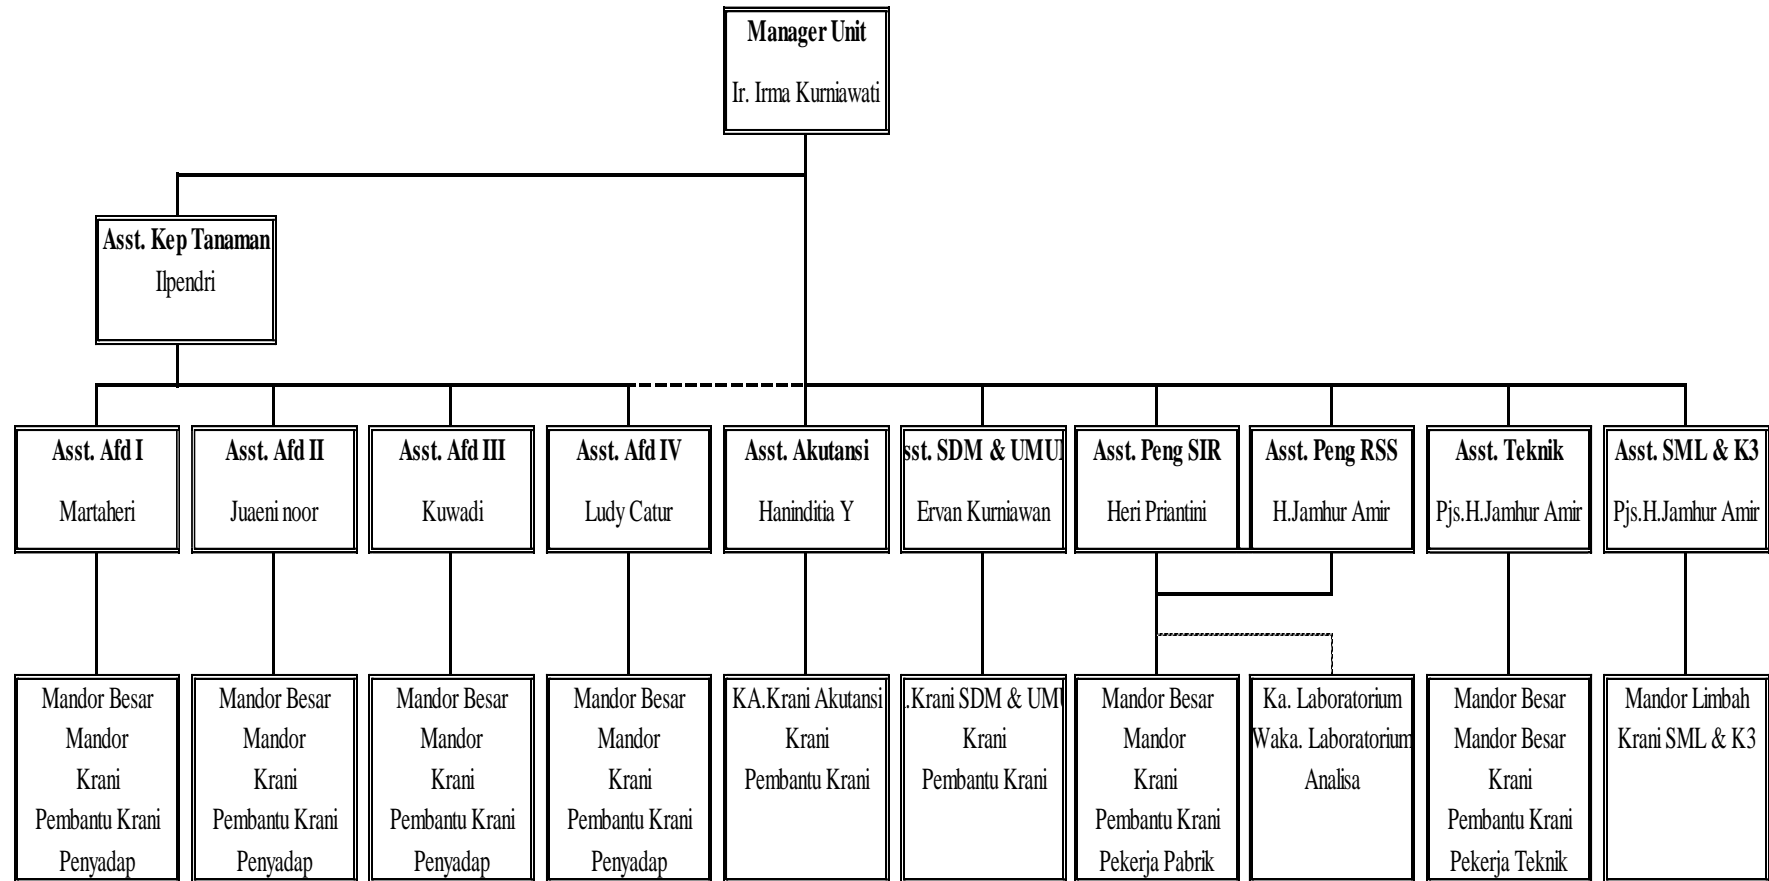 Manager Unit
Ir. Irma Kurniawati
Asst. Kep Tanaman
Ilpendri
Asst. Afd I
Martaheri
Asst. Afd II
Juaeni noor
Asst. Afd III
Kuwadi
Asst. Afd IV
Ludy Catur
Asst. Akutansi
Haninditia Y
sst. SDM & UMU
Ervan Kurniawan
Asst. Peng SIR
Heri Priantini
Asst. Peng RSS
H.Jamhur Amir
Asst. Teknik
Pjs.H.Jamhur Amir
Asst. SML & K3
Pjs.H.Jamhur Amir
Mandor Besar
Mandor
Krani
Pembantu Krani
Penyadap
Mandor Besar
Mandor
Krani
Pembantu Krani
Penyadap
Mandor Besar
Mandor
Krani
Pembantu Krani
Penyadap
Mandor Besar
Mandor
Krani
Pembantu Krani
Penyadap
KA.Krani Akutansi
Krani
Pembantu Krani
.Krani SDM & UMU
Krani
Pembantu Krani
Mandor Besar
Mandor
Krani
Pembantu Krani
Pekerja Pabrik
Ka. Laboratorium
Waka. Laboratorium
Analisa
Mandor Besar
Mandor Besar
Krani
Pembantu Krani
Pekerja Teknik
Mandor Limbah
Krani SML & K3